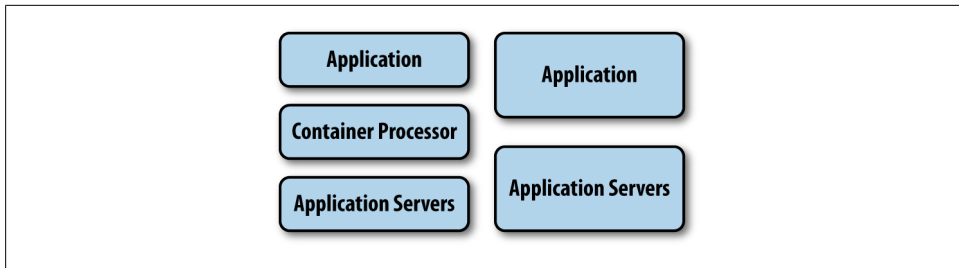 Application
Container Processor
Application Servers
Application
Application Servers